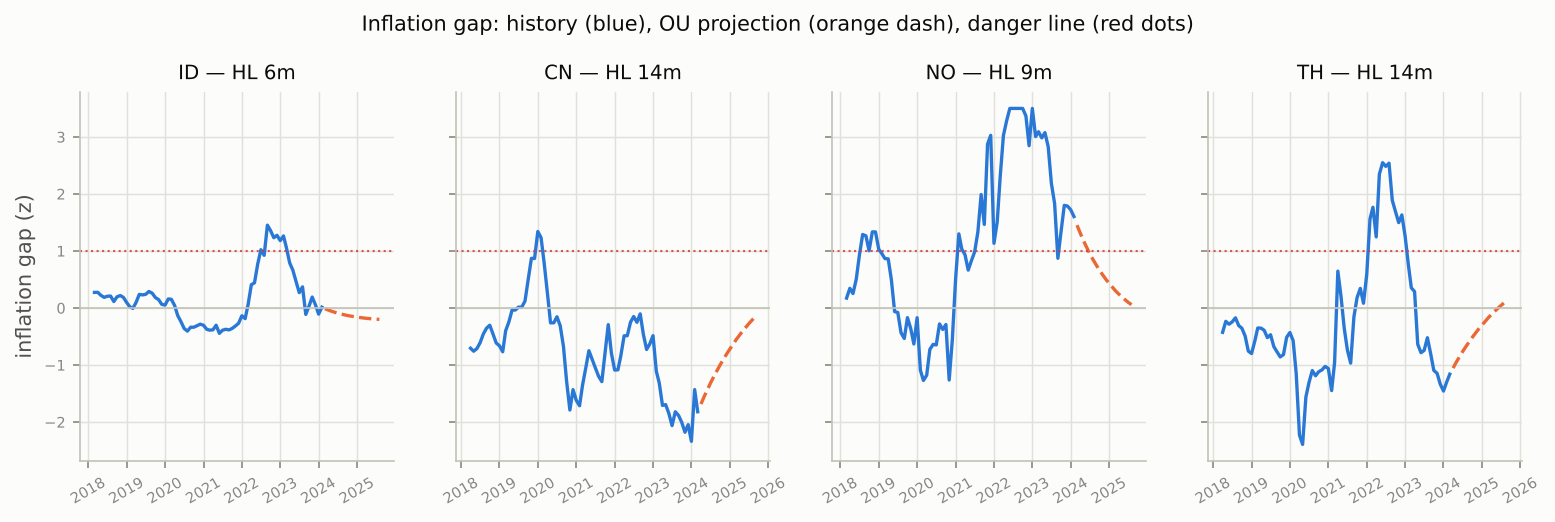 Inflation gap: history (blue), OU projection (orange dash), danger line (red dots)
ID — HL 6m
CN — HL 14m
NO — HL 9m
TH — HL 14m
inflation gap (z)
3
2
1
0
−1
−2
2018 2019 2020 2021 2022 2023 2024 2025
2018 2019 2020 2021 2022 2023 2024 2025 2026
2018 2019 2020 2021 2022 2023 2024 2025
2018 2019 2020 2021 2022 2023 2024 2025 2026